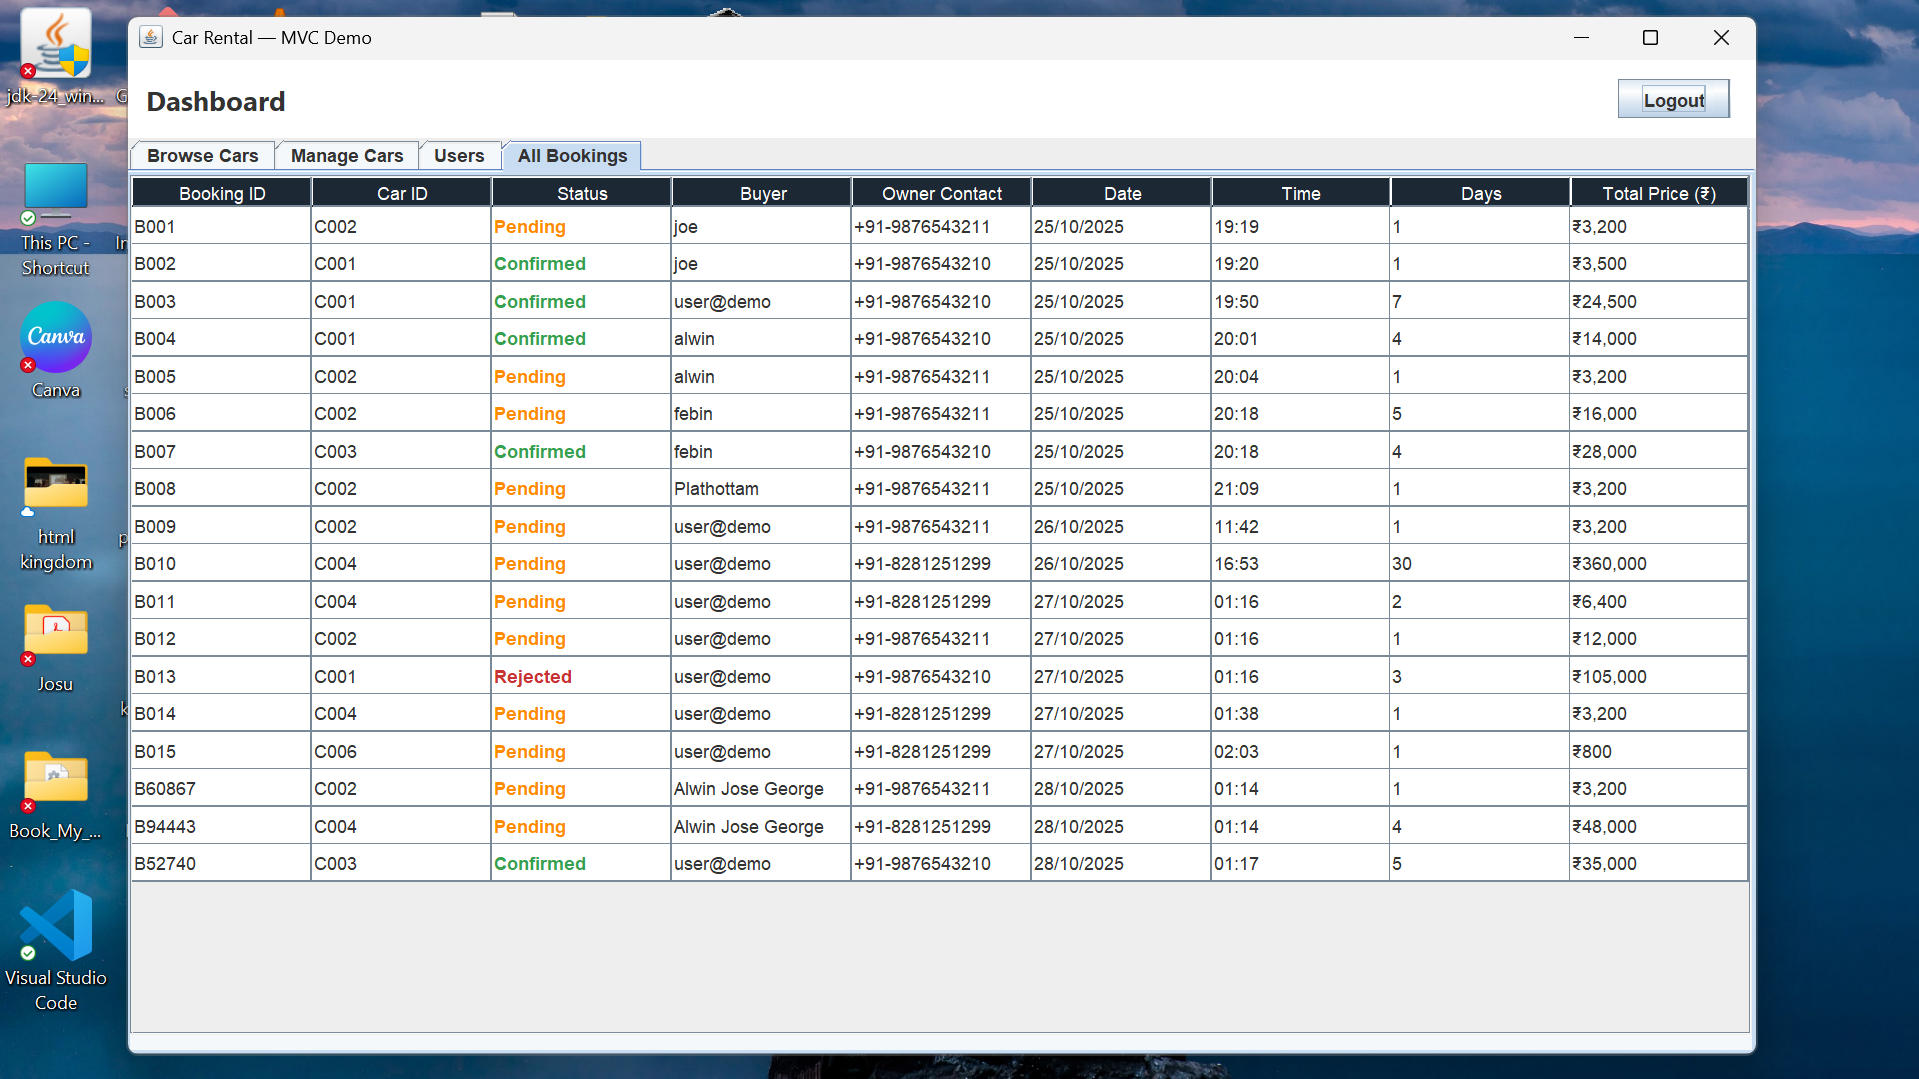 Car Rental — MVC Demo
Dashboard
Logout
Browse Cars Manage Cars Users All Bookings
Booking ID Car ID Status Buyer Owner Contact Date Time Days Total Price (₹)
B001 C002 Pending joe +91-9876543211 25/10/2025 19:19 1 ₹3,200
B002 C001 Confirmed joe +91-9876543210 25/10/2025 19:20 1 ₹3,500
B003 C001 Confirmed user@demo +91-9876543210 25/10/2025 19:50 7 ₹24,500
B004 C001 Confirmed alwin +91-9876543210 25/10/2025 20:01 4 ₹14,000
B005 C002 Pending alwin +91-9876543211 25/10/2025 20:04 1 ₹3,200
B006 C002 Pending febin +91-9876543211 25/10/2025 20:18 5 ₹16,000
B007 C003 Confirmed febin +91-9876543210 25/10/2025 20:18 4 ₹28,000
B008 C002 Pending Plathottam +91-9876543211 25/10/2025 21:09 1 ₹3,200
B009 C002 Pending user@demo +91-9876543211 26/10/2025 11:42 1 ₹3,200
B010 C004 Pending user@demo +91-8281251299 26/10/2025 16:53 30 ₹360,000
B011 C004 Pending user@demo +91-8281251299 27/10/2025 01:16 2 ₹6,400
B012 C002 Pending user@demo +91-9876543211 27/10/2025 01:16 1 ₹12,000
B013 C001 Rejected user@demo +91-9876543210 27/10/2025 01:16 3 ₹105,000
B014 C004 Pending user@demo +91-8281251299 27/10/2025 01:38 1 ₹3,200
B015 C006 Pending user@demo +91-8281251299 27/10/2025 02:03 1 ₹800
B60867 C002 Pending Alwin Jose George +91-9876543211 28/10/2025 01:14 1 ₹3,200
B94443 C004 Pending Alwin Jose George +91-8281251299 28/10/2025 01:14 4 ₹48,000
B52740 C003 Confirmed user@demo +91-9876543210 28/10/2025 01:17 5 ₹35,000
jdk-24_win...
This PC -
Shortcut
Canva
Canva
html
kingdom
Josu
Book_My_...
Visual Studio
Code